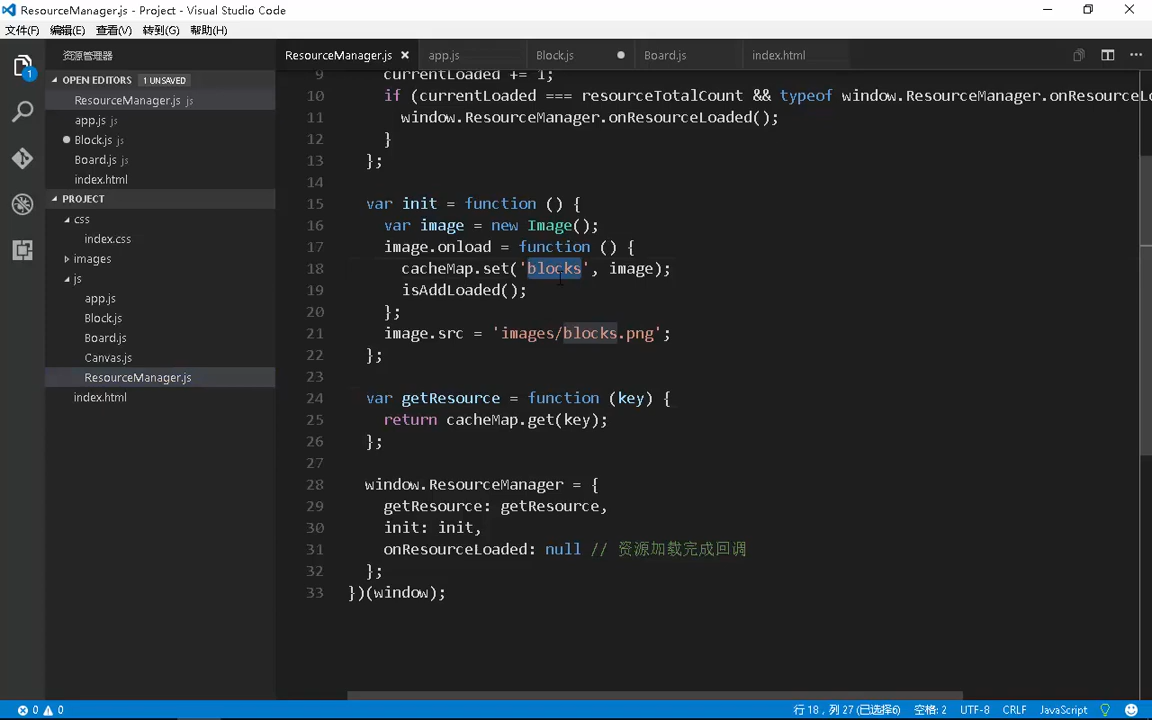 ResourceManager.js - Project - Visual Studio Code
文件(F) 编辑(E) 查看(V) 转到(G) 帮助(H)
资源管理器
ResourceManager.js app.js Block.js Board.js index.html
1
OPEN EDITORS 1 UNSAVED
ResourceManager.js js
app.js js
Block.js js
Board.js js
index.html
PROJECT
css
index.css
images
js
app.js
Block.js
Board.js
Canvas.js
ResourceManager.js
index.html
9 currentLoaded += 1;
10 if (currentLoaded === resourceTotalCount && typeof window.ResourceManager.onResourceLo
11 window.ResourceManager.onResourceLoaded();
12 }
13 };
14
15 var init = function () {
16 var image = new Image();
17 image.onload = function () {
18 cacheMap.set('blocks', image);
19 isAddLoaded();
20 };
21 image.src = 'images/blocks.png';
22 };
23
24 var getResource = function (key) {
25 return cacheMap.get(key);
26 };
27
28 window.ResourceManager = {
29 getResource: getResource,
30 init: init,
31 onResourceLoaded: null // 资源加载完成回调
32 };
33 })(window);
0 0 行 18，列 27 (已选择6) 空格: 2 UTF-8 CRLF JavaScript